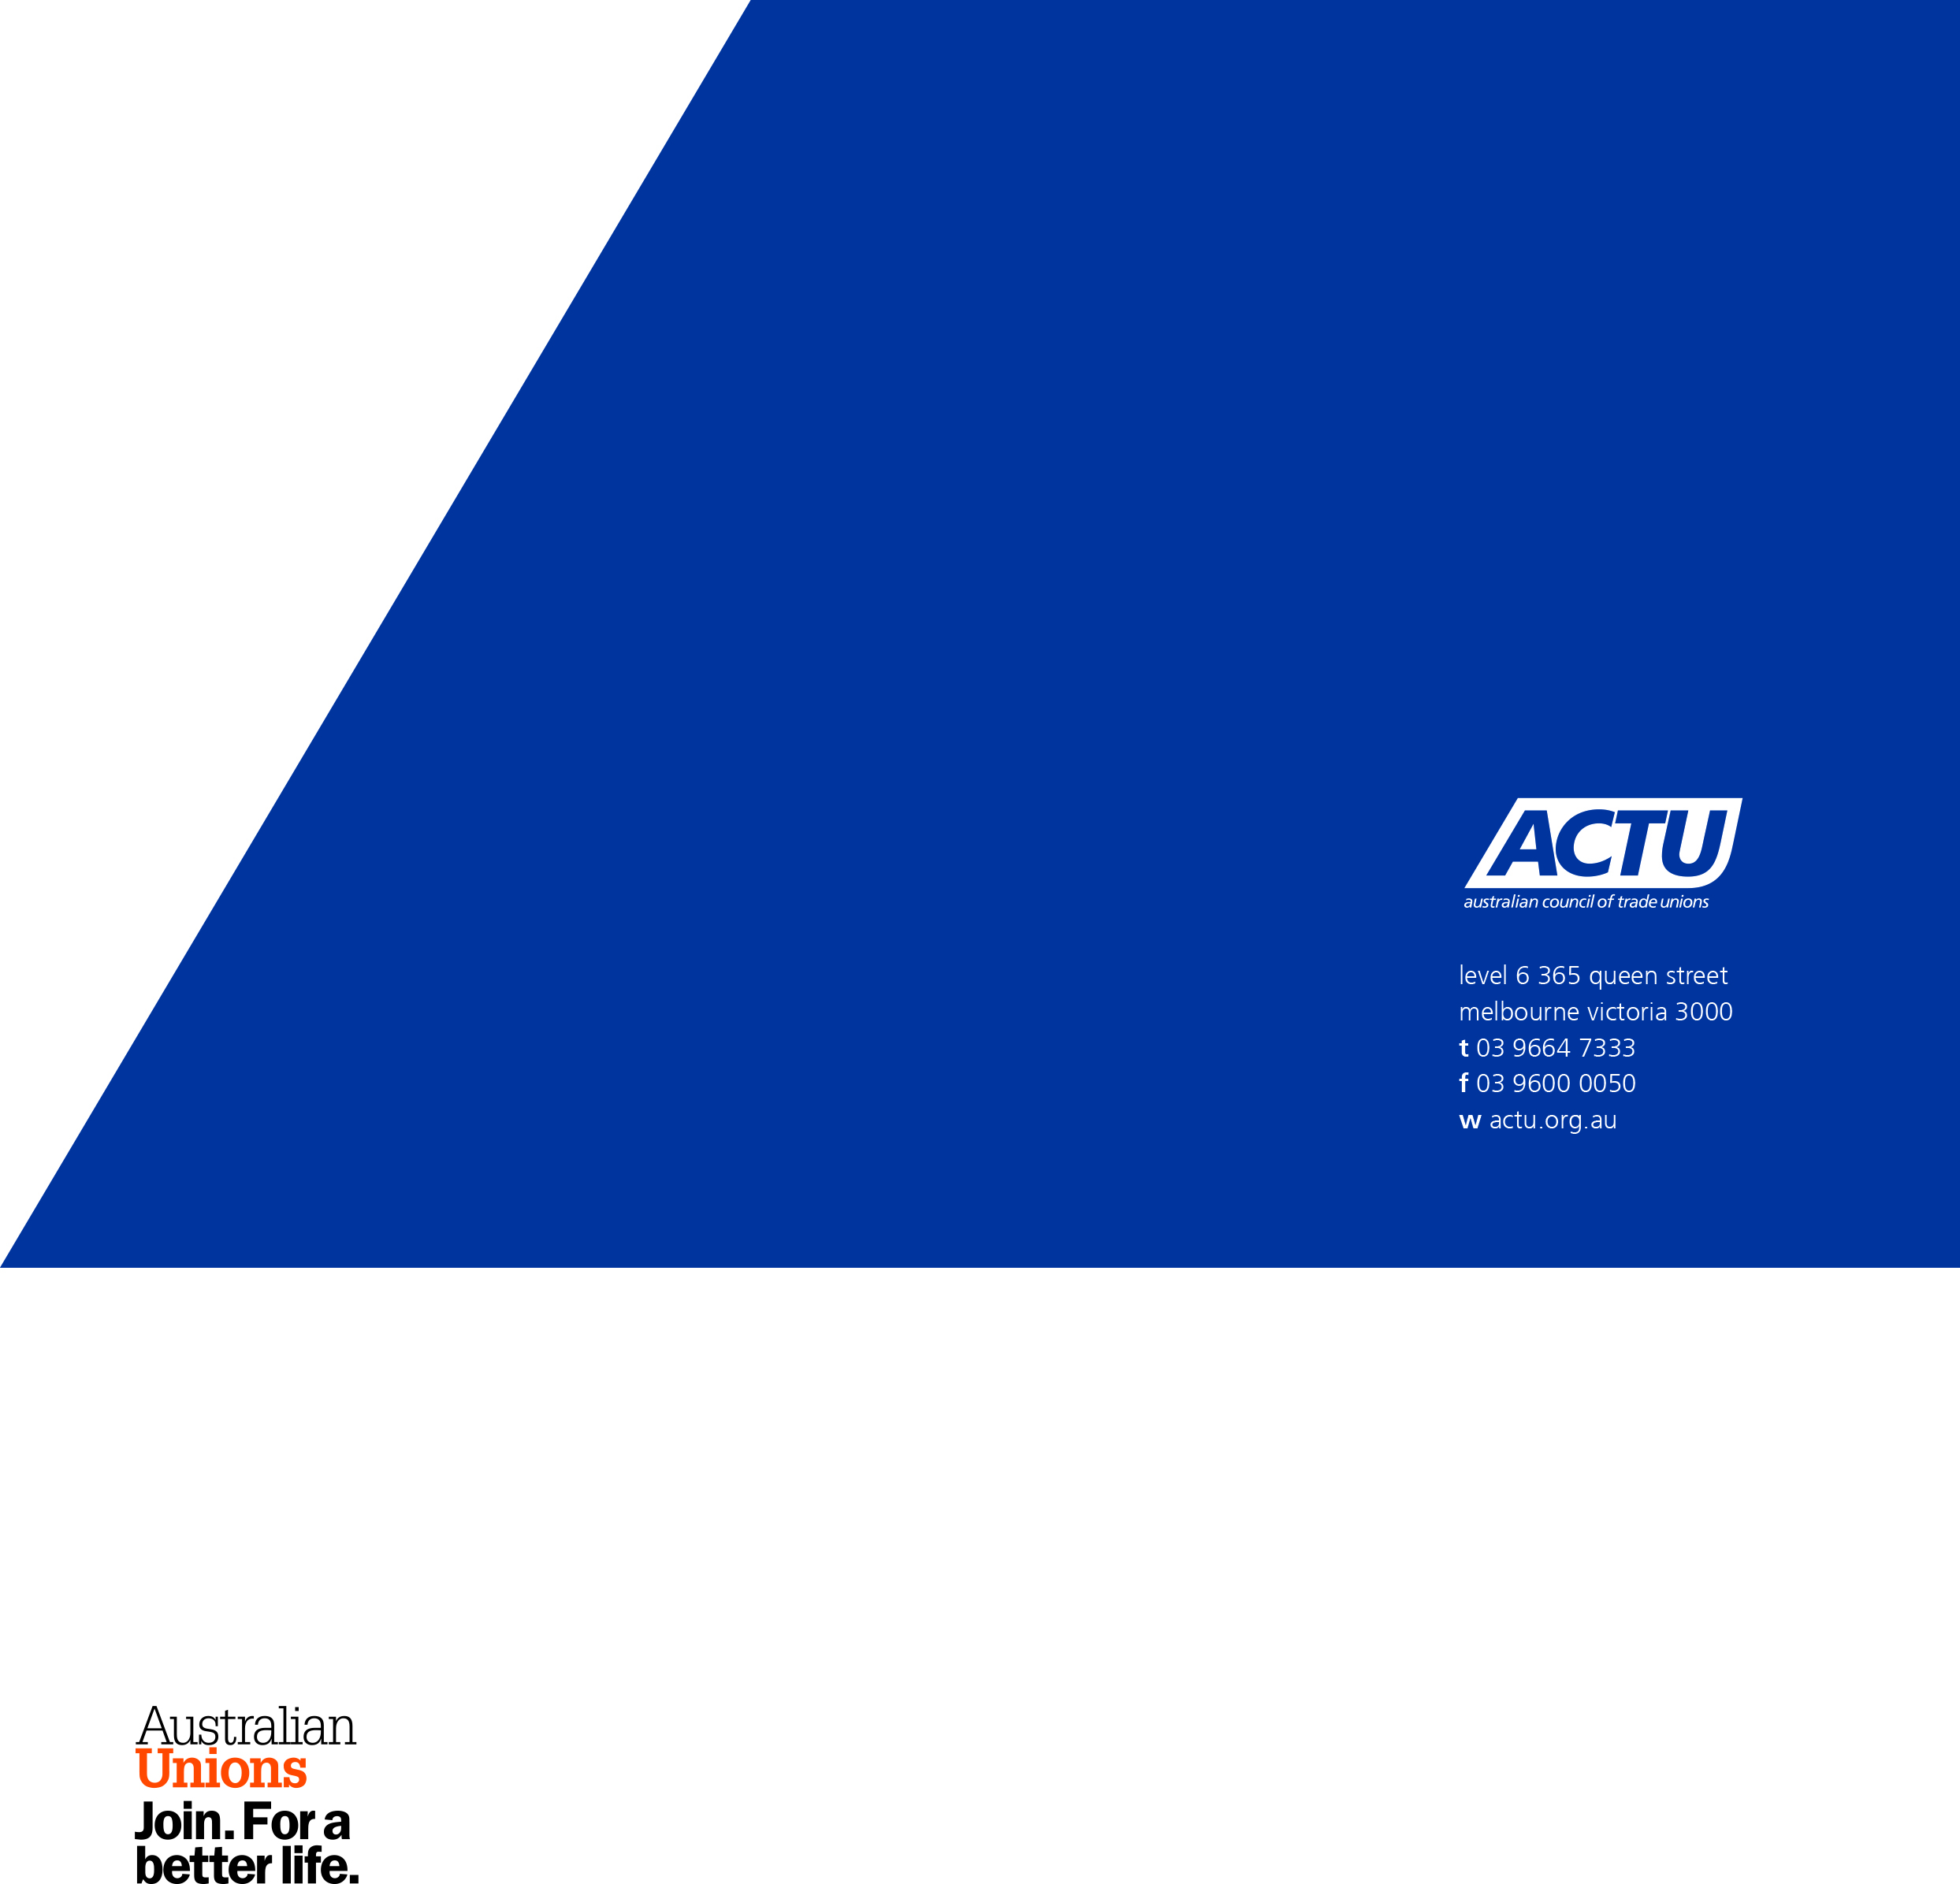 ACTU
australian council of trade unions
level 6 365 queen street
melbourne victoria 3000
t 03 9664 7333
f 03 9600 0050
w actu.org.au
Australian
Unions
Join. For a
better life.